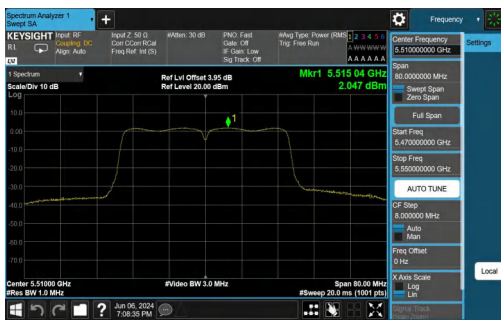 Spectrum Analyzer 1
Swept SA
Frequency
KEYSIGHT
Input: RF
Input Z: 50 Ω
#Atten: 30 dB
PNO: Fast
#Avg Type: Power (RMS
1 2 3 4 5 6
RL
Coupling: DC
Corr CCorr RCal
Gate: Off
Trig: Free Run
A W W W W W
Align: Auto
Freq Ref: Int (S)
IF Gain: Low
Sig Track: Off
A A A A A A
LV
1 Spectrum
Ref Lvl Offset 3.95 dB
Mkr1 5.515 04 GHz
Scale/Div 10 dB
Ref Level 20.00 dBm
2.047 dBm
Log
10.0
0.00
-10.0
-20.0
-30.0
-40.0
-50.0
-60.0
-70.0
1
Center 5.51000 GHz
#Video BW 3.0 MHz
Span 80.00 MHz
#Res BW 1.0 MHz
#Sweep 20.0 ms (1001 pts)
Center Frequency
5.510000000 GHz
Settings
Span
80.0000000 MHz
Swept Span
Zero Span
Full Span
Start Freq
5.470000000 GHz
Stop Freq
5.550000000 GHz
AUTO TUNE
CF Step
8.000000 MHz
Auto
Man
Freq Offset
0 Hz
X Axis Scale
Log
Lin
Signal Track
Local
?
Jun 06, 2024
7:08:35 PM